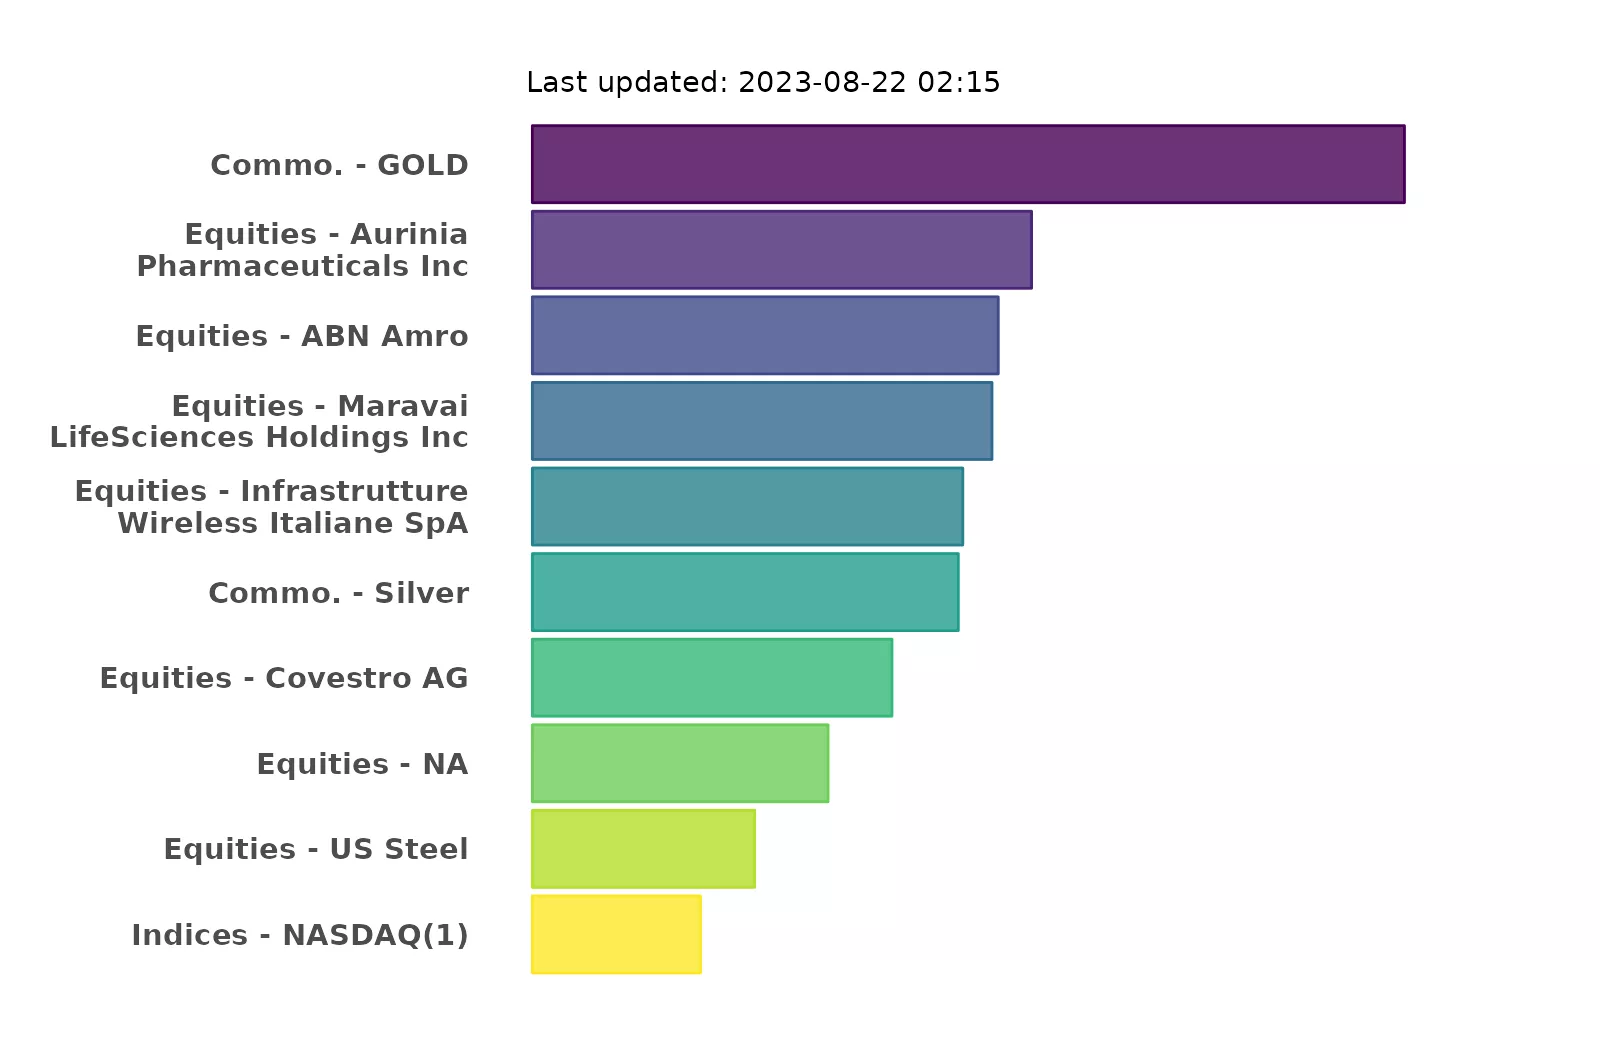 Last updated: 2023-08-22 02:15
Commo. - GOLD
Equities - Aurinia
Pharmaceuticals Inc
Equities - ABN Amro
Equities - Maravai
LifeSciences Holdings Inc
Equities - Infrastrutture
Wireless Italiane SpA
Commo. - Silver
Equities - Covestro AG
Equities - NA
Equities - US Steel
Indices - NASDAQ(1)